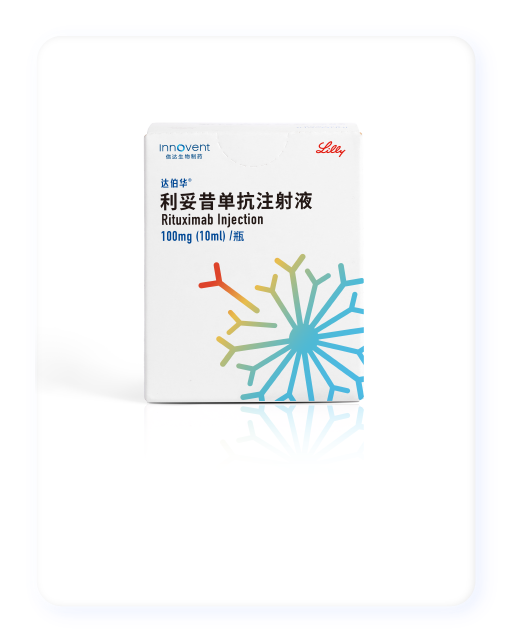 Innovent
信达生物制药
Lilly
达伯华®
利妥昔单抗注射液
Rituximab Injection
100mg (10ml) /瓶